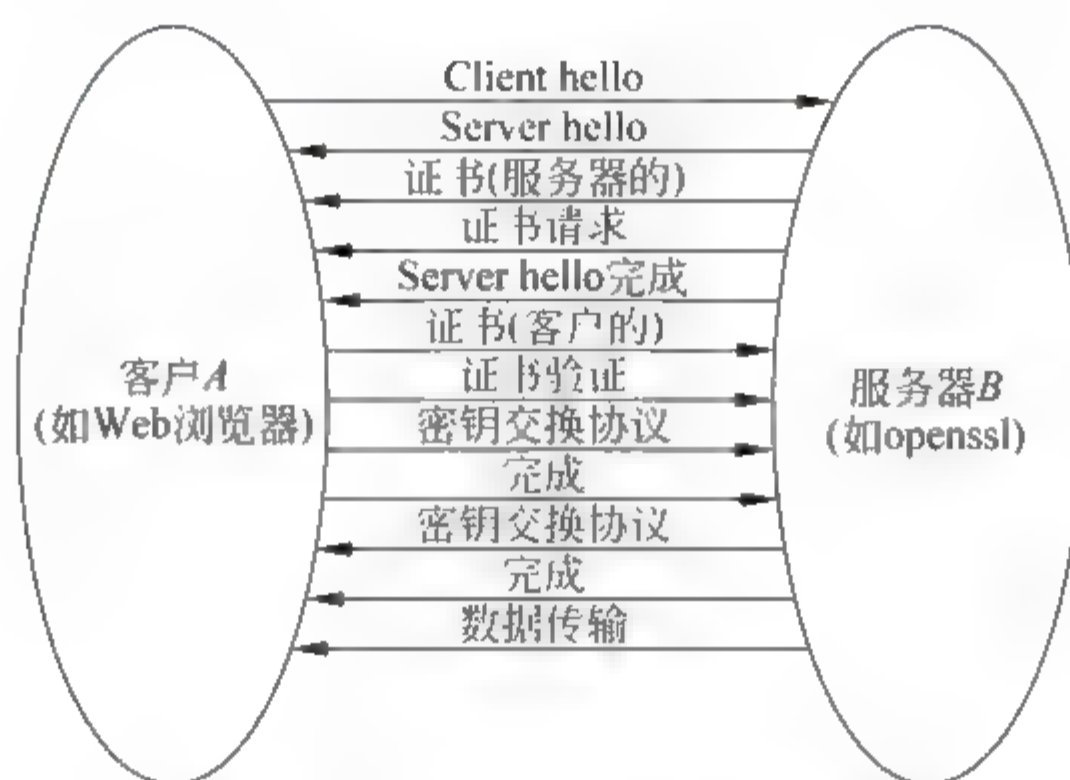 Client hello
Server hello
证书(服务器的)
证书请求
Server hello完成
证书(客户的)
证书验证
密钥交换协议
完成
密钥交换协议
完成
数据传输
客户A
(如Web浏览器)
服务器B
(如openssl)